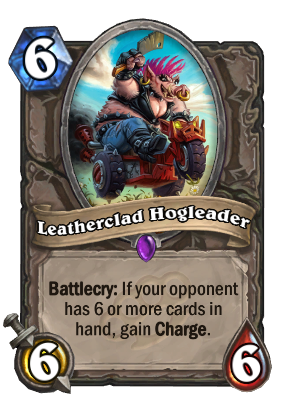 6
Leatherclad Hogleader
Battlecry: If your opponent
has 6 or more cards in
hand, gain Charge.
6
6